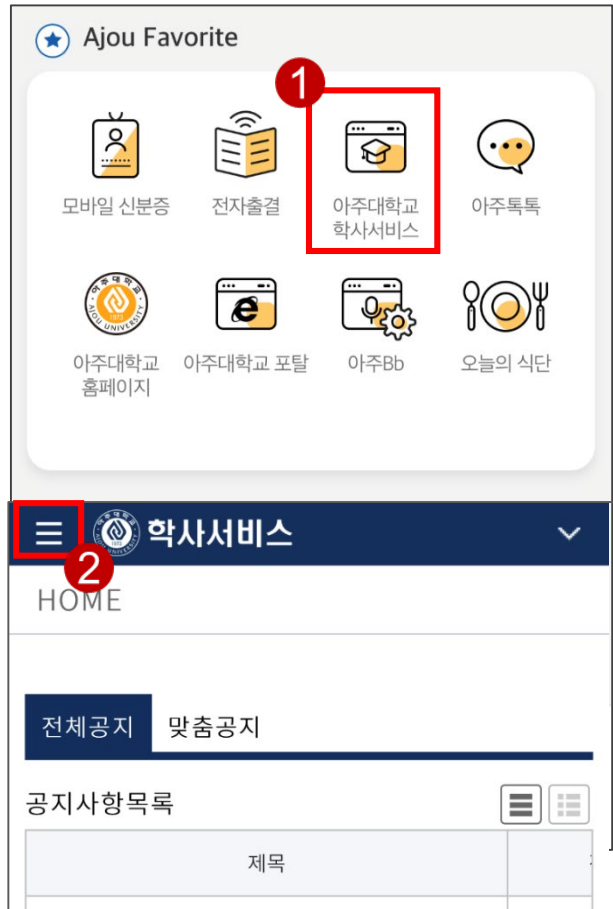 Ajou Favorite
1
모바일 신분증
전자출결
아주대학교
학사서비스
아주톡톡
아주대학교
홈페이지
아주대학교 포탈
아주Bb
오늘의 식단
학사서비스
2
HOME
전체공지
맞춤공지
공지사항목록
제목